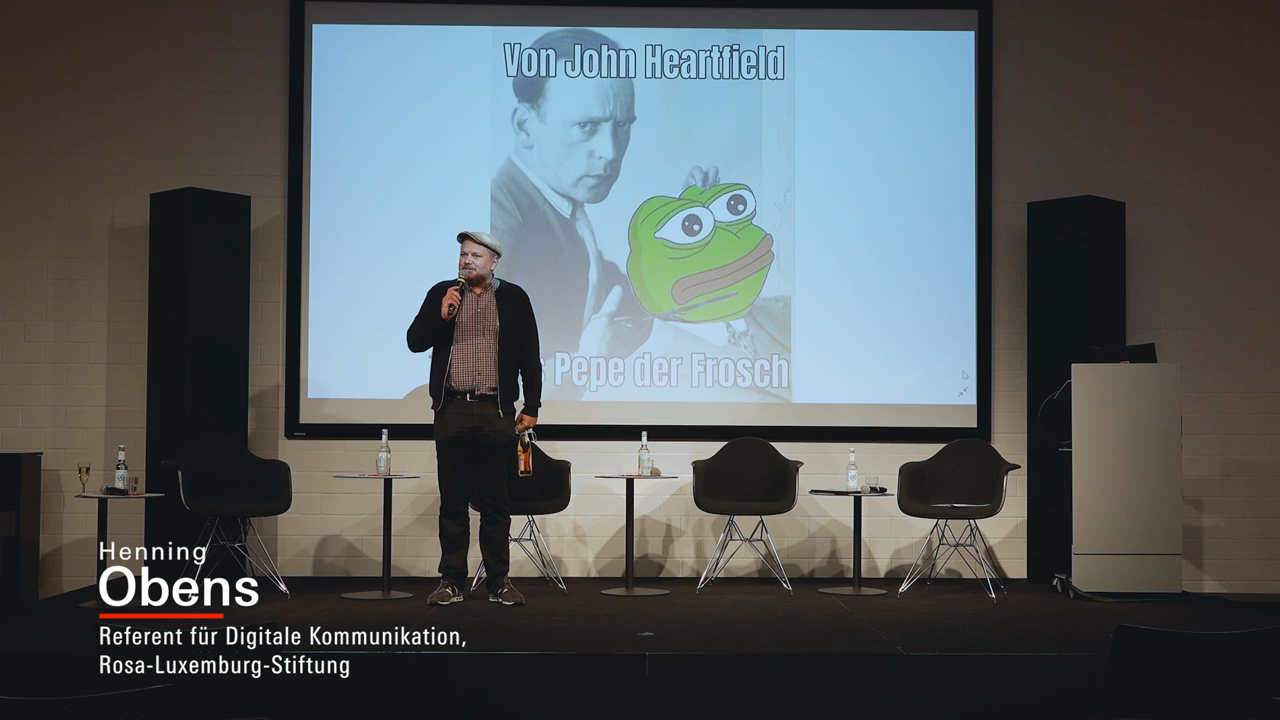 Von John Heartfield
Pepe der Frosch
Henning
Obens
Referent für Digitale Kommunikation,
Rosa-Luxemburg-Stiftung